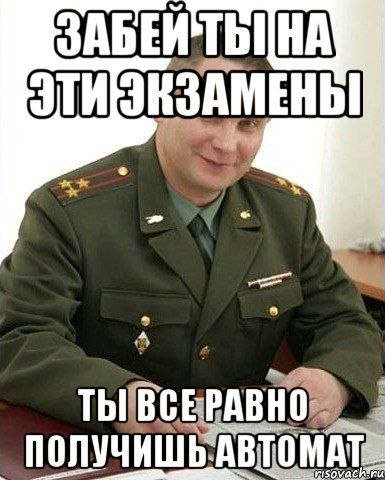 ЗАБЕЙ ТЫ НА
ЭТИ ЭКЗАМЕНЫ
ТЫ ВСЕ РАВНО
ПОЛУЧИШЬ АВТОМАТ
risovach.ru